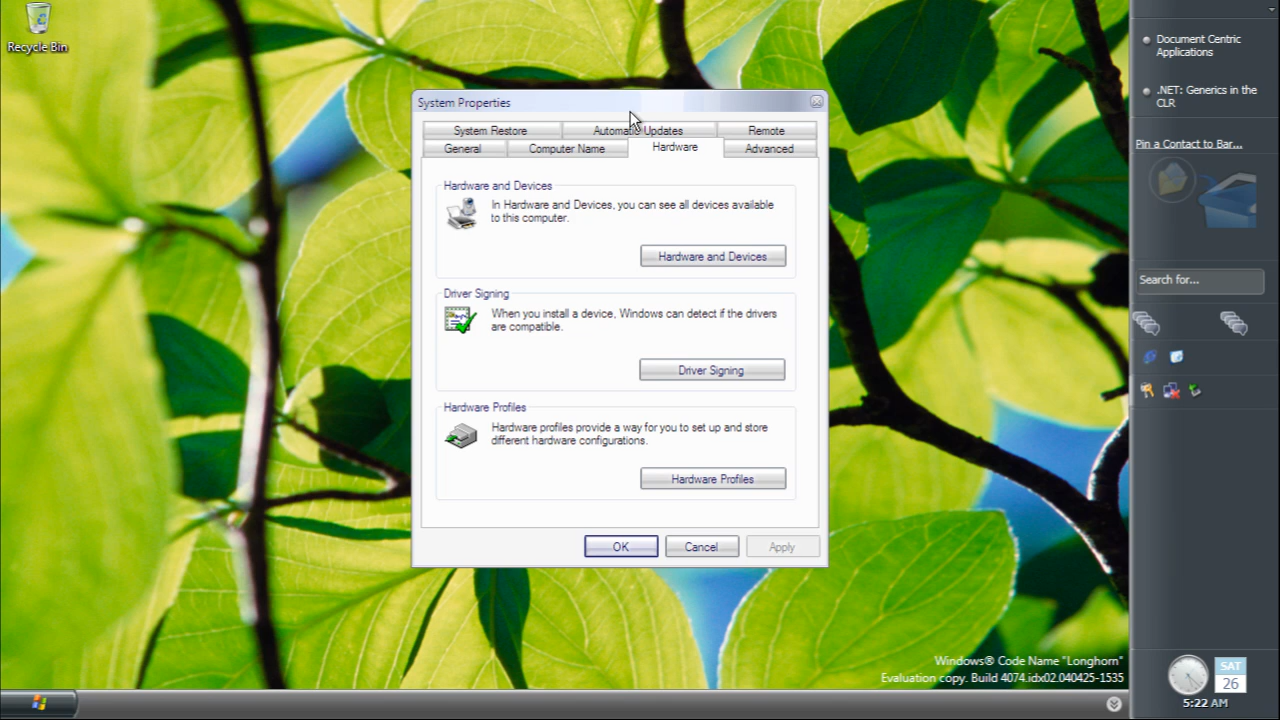 Recycle Bin
System Properties
System Restore
Automatic Updates
Remote
General
Computer Name
Hardware
Advanced
Hardware and Devices
In Hardware and Devices, you can see all devices available
to this computer.
Hardware and Devices
Driver Signing
When you install a device, Windows can detect if the drivers
are compatible.
Driver Signing
Hardware Profiles
Hardware profiles provide a way for you to set up and store
different hardware configurations.
Hardware Profiles
OK
Cancel
Apply
Document Centric
Applications
.NET: Generics in the
CLR
Pin a Contact to Bar...
Search for...
Windows® Code Name "Longhorn"
Evaluation copy. Build 4074.idx02.040425-1535
SAT
26
5:22 AM